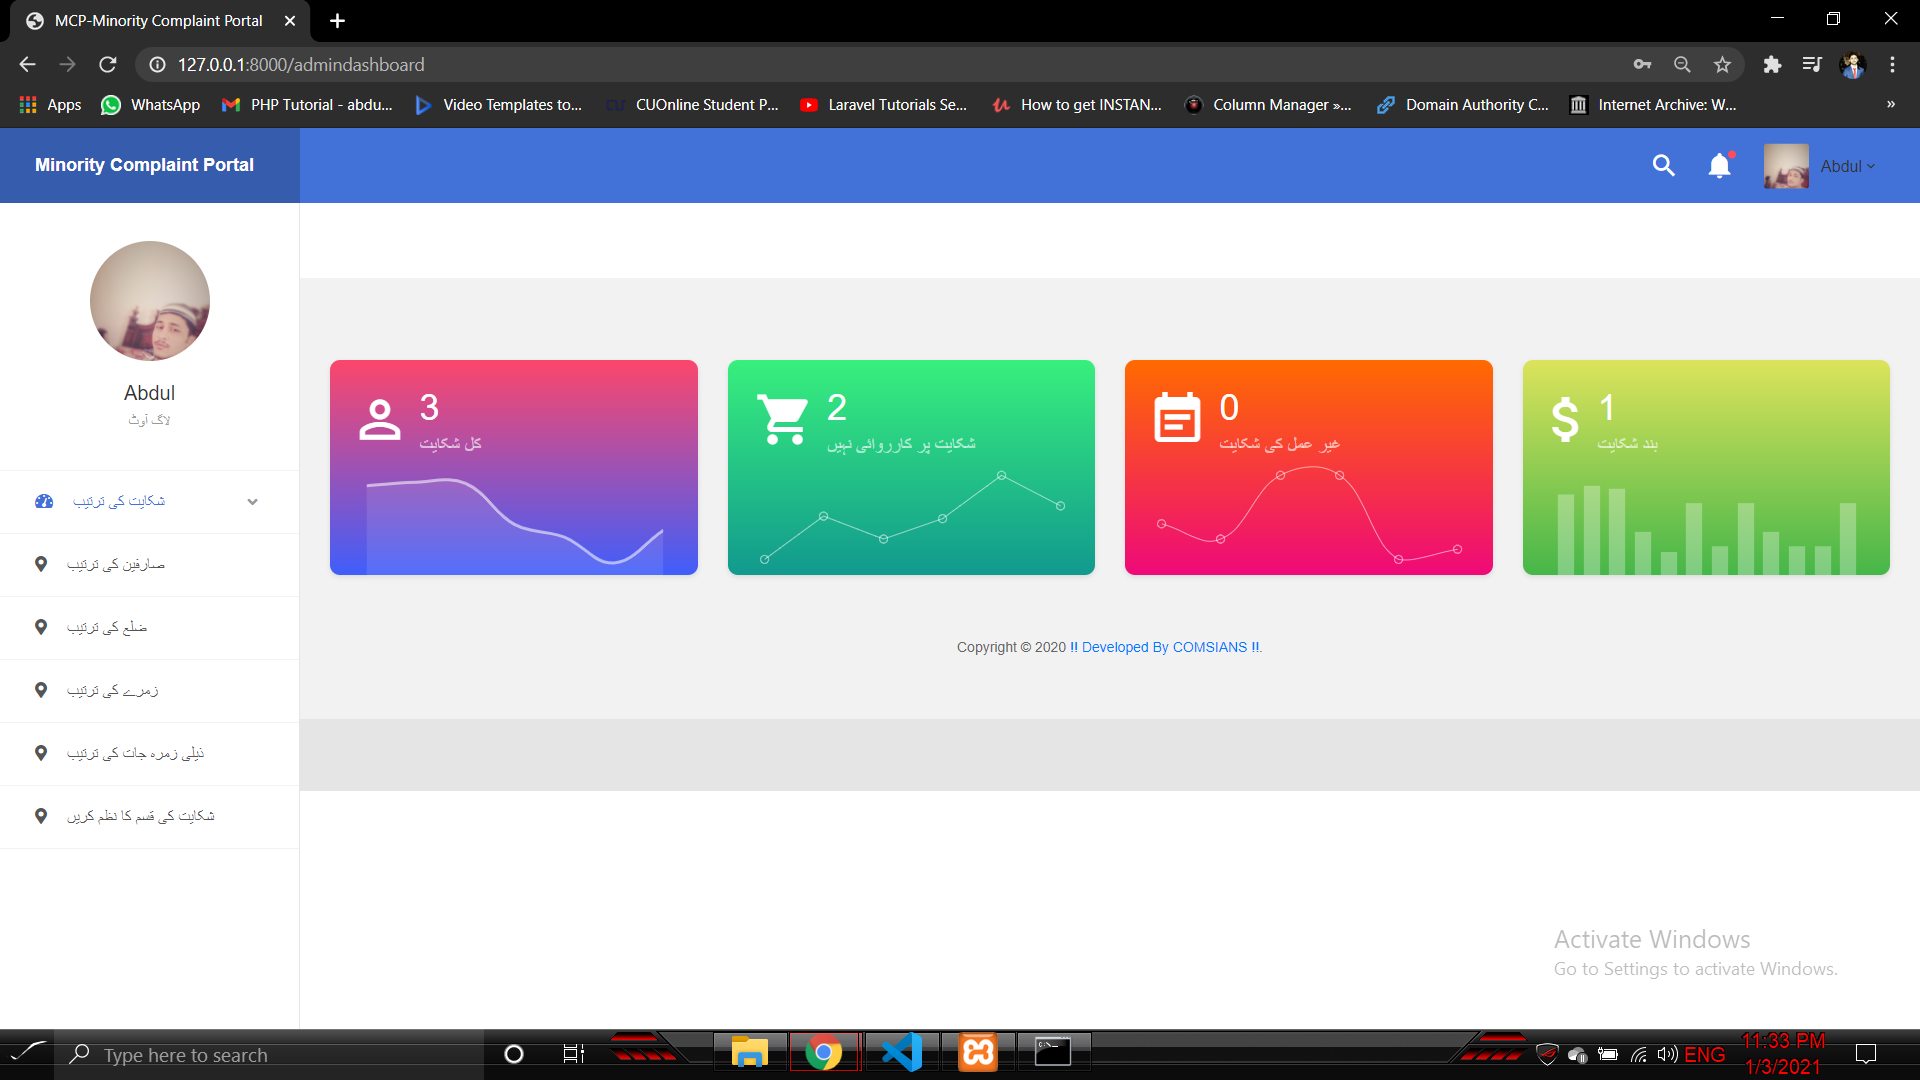 MCP-Minority Complaint Portal
127.0.0.1:8000/admindashboard
Apps
WhatsApp
PHP Tutorial - abdu...
Video Templates to...
CUOnline Student P...
Laravel Tutorials Se...
How to get INSTAN...
Column Manager »...
Domain Authority C...
Internet Archive: W...
»
Minority Complaint Portal
Abdul
Abdul
لاگ آوٹ
شکایت کی ترتیب
صارفین کی ترتیب
ضلع کی ترتیب
زمرے کی ترتیب
ذیلی زمرہ جات کی ترتیب
شکایت کی قسم کا نظم کریں
3
کل شکایت
2
شکایت پر کارروائی نہیں
0
غیر عمل کی شکایت
1
بند شکایت
Copyright © 2020 !! Developed By COMSIANS !!.
Activate Windows
Go to Settings to activate Windows.
Type here to search
ENG
11:33 PM
1/3/2021